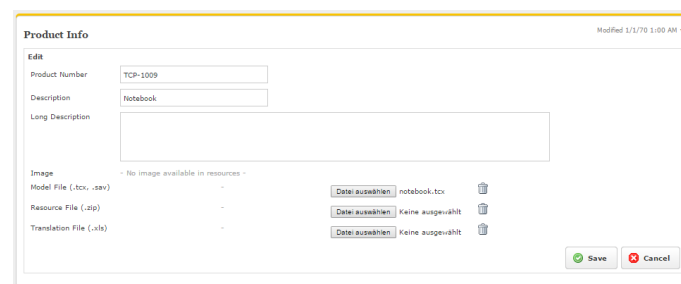 Product Info
Modified 1/1/70 1:00 AM
Edit
Product Number TCP-1009
Description Notebook
Long Description
Image - No image available in resources -
Model File (.tcx, .sav) - Datei auswählen notebook.tcx
Resource File (.zip) - Datei auswählen Keine ausgewählt
Translation File (.xls) - Datei auswählen Keine ausgewählt
Save Cancel